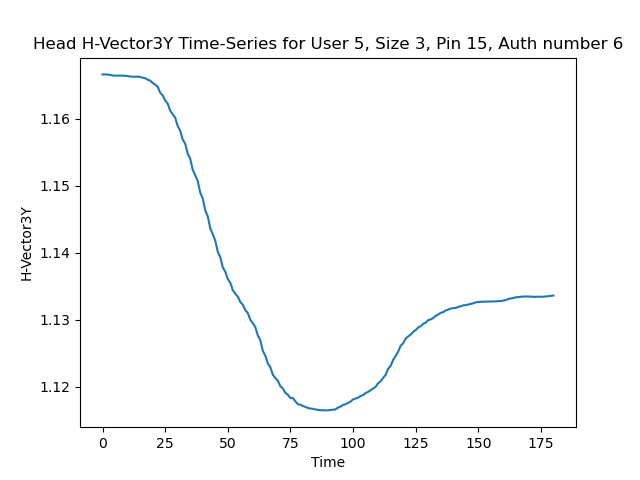 Head H-Vector3Y Time-Series for User 5, Size 3, Pin 15, Auth number 6
H-Vector3Y
1.16
1.15
1.14
1.13
1.12
0 25 50 75 100 125 150 175
Time